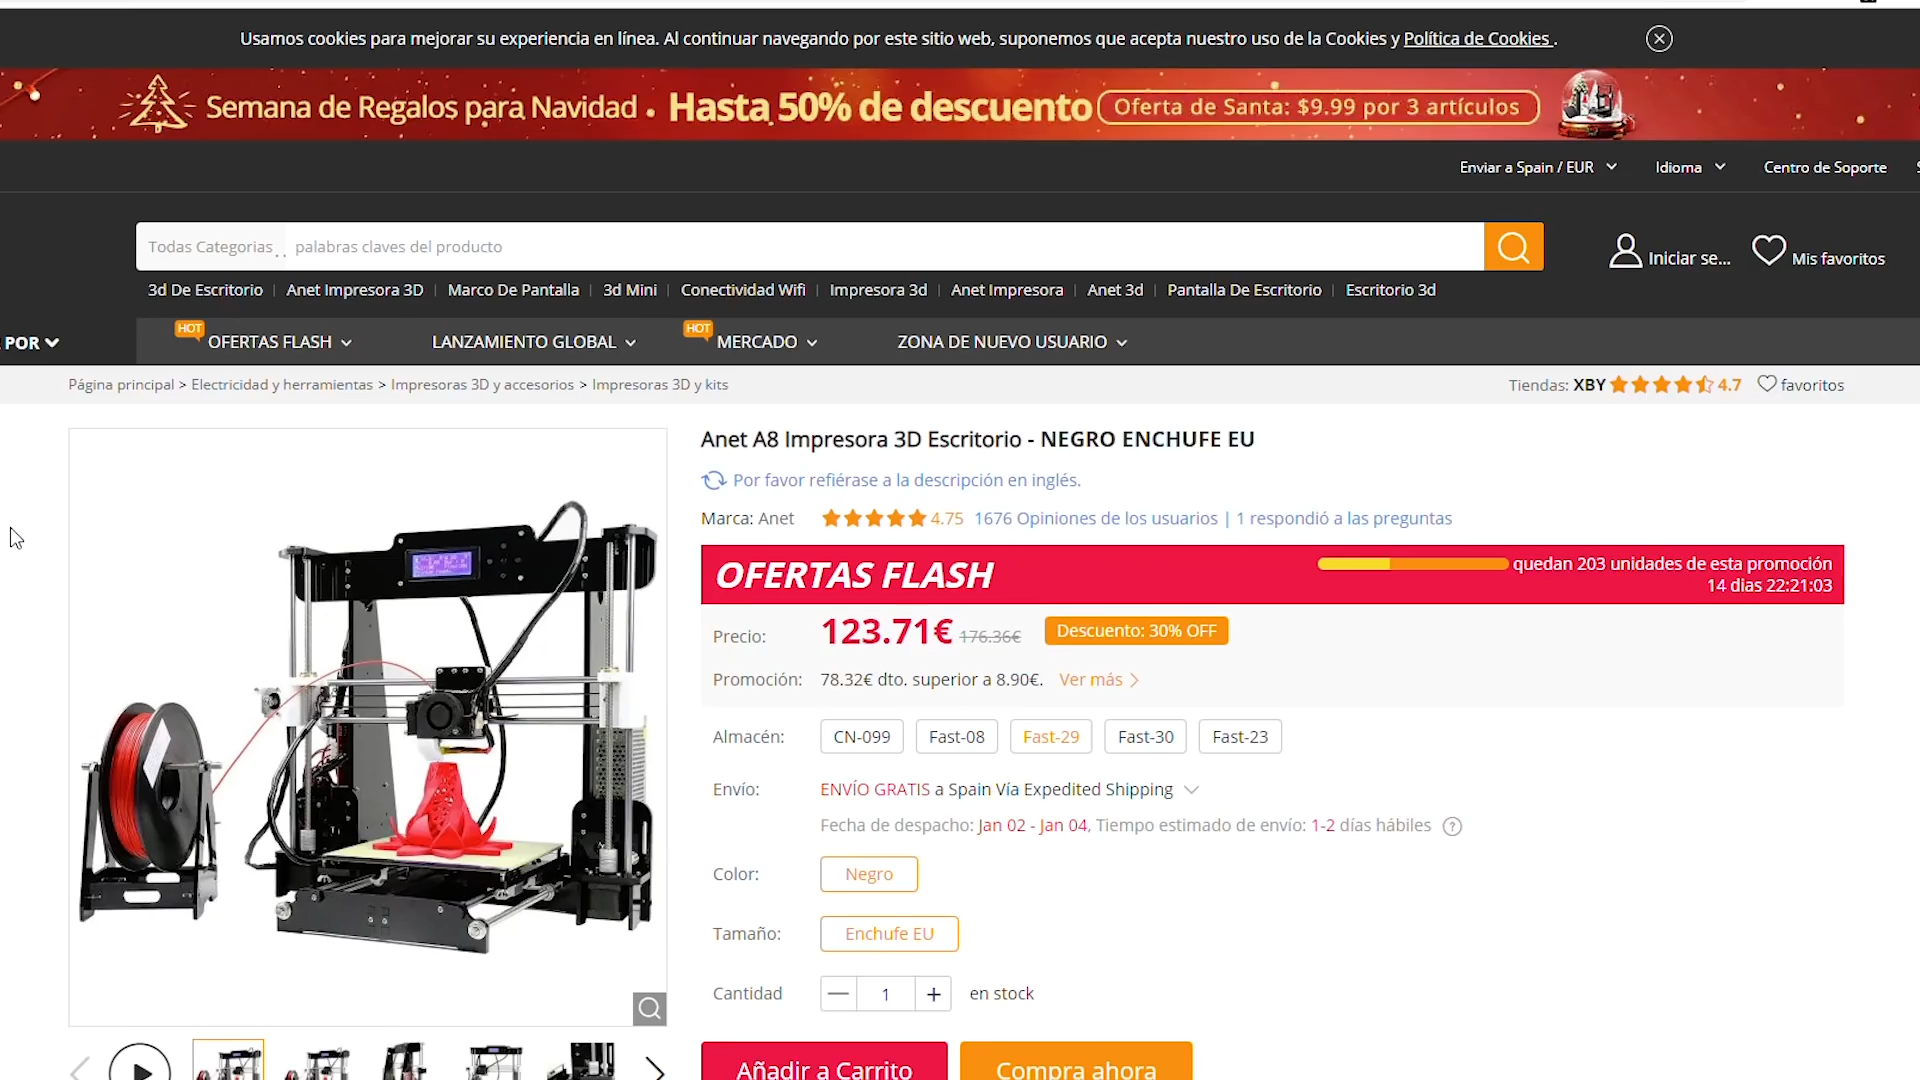 Usamos cookies para mejorar su experiencia en línea. Al continuar navegando por este sitio web, suponemos que acepta nuestro uso de la Cookies y Política de Cookies .
Semana de Regalos para Navidad • Hasta 50% de descuento Oferta de Santa: $9.99 por 3 artículos
Enviar a Spain / EUR Idioma Centro de Soporte
Todas Categorias palabras claves del producto
Iniciar se... Mis favoritos
3d De Escritorio | Anet Impresora 3D | Marco De Pantalla | 3d Mini | Conectividad Wifi | Impresora 3d | Anet Impresora | Anet 3d | Pantalla De Escritorio | Escritorio 3d
POR HOT OFERTAS FLASH LANZAMIENTO GLOBAL HOT MERCADO ZONA DE NUEVO USUARIO
Página principal > Electricidad y herramientas > Impresoras 3D y accesorios > Impresoras 3D y kits Tiendas: XBY 4.7 favoritos
Anet A8 Impresora 3D Escritorio - NEGRO ENCHUFE EU
Por favor refiérase a la descripción en inglés.
Marca: Anet 4.75 1676 Opiniones de los usuarios | 1 respondió a las preguntas
OFERTAS FLASH quedan 203 unidades de esta promoción
14 dias 22:21:03
Precio: 123.71€ 176.36€ Descuento: 30% OFF
Promoción: 78.32€ dto. superior a 8.90€. Ver más >
Almacén: CN-099 Fast-08 Fast-29 Fast-30 Fast-23
Envío: ENVÍO GRATIS a Spain Vía Expedited Shipping
Fecha de despacho: Jan 02 - Jan 04, Tiempo estimado de envío: 1-2 días hábiles ?
Color: Negro
Tamaño: Enchufe EU
Cantidad — 1 + en stock
Añadir a Carrito Compra ahora